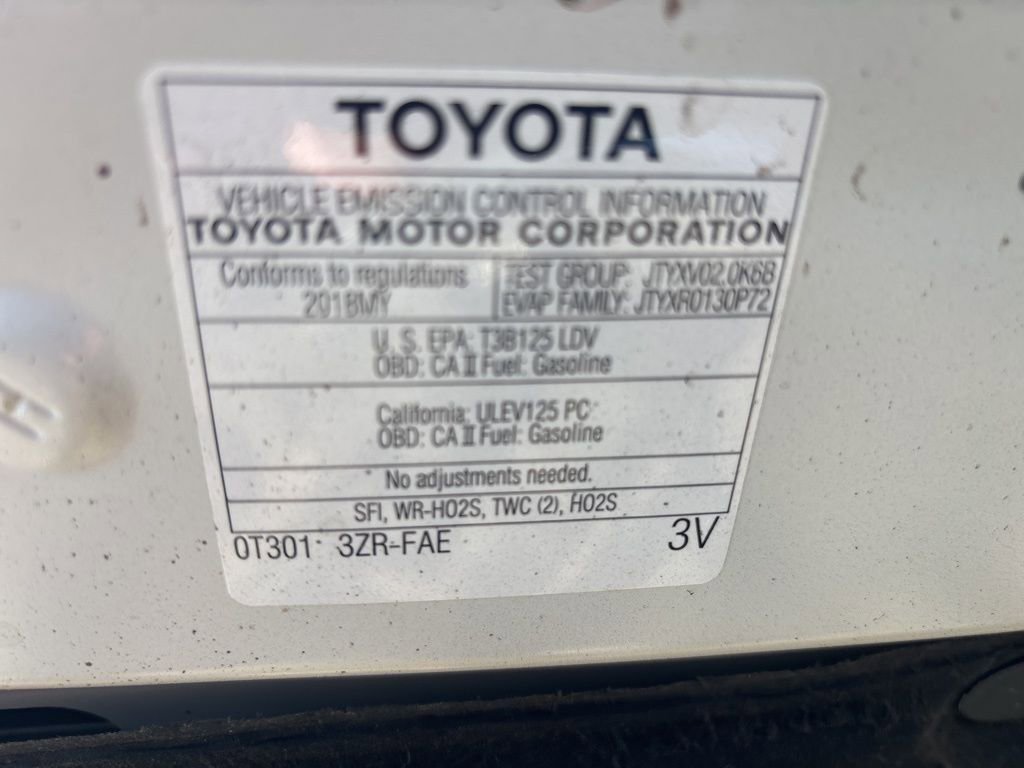 TOYOTA
VEHICLE EMISSION CONTROL INFORMATION
TOYOTA MOTOR CORPORATION
Conforms to regulations
2018MY
TEST GROUP: JTYXV02.0K6B
EVAP FAMILY: JTYXR0130P72
U.S. EPA: T3B125 LDV
OBD: CA II Fuel: Gasoline
California: ULEV125 PC
OBD: CA II Fuel: Gasoline
No adjustments needed.
SFI, WR-HO2S, TWC (2), HO2S
0T301 3ZR-FAE 3V